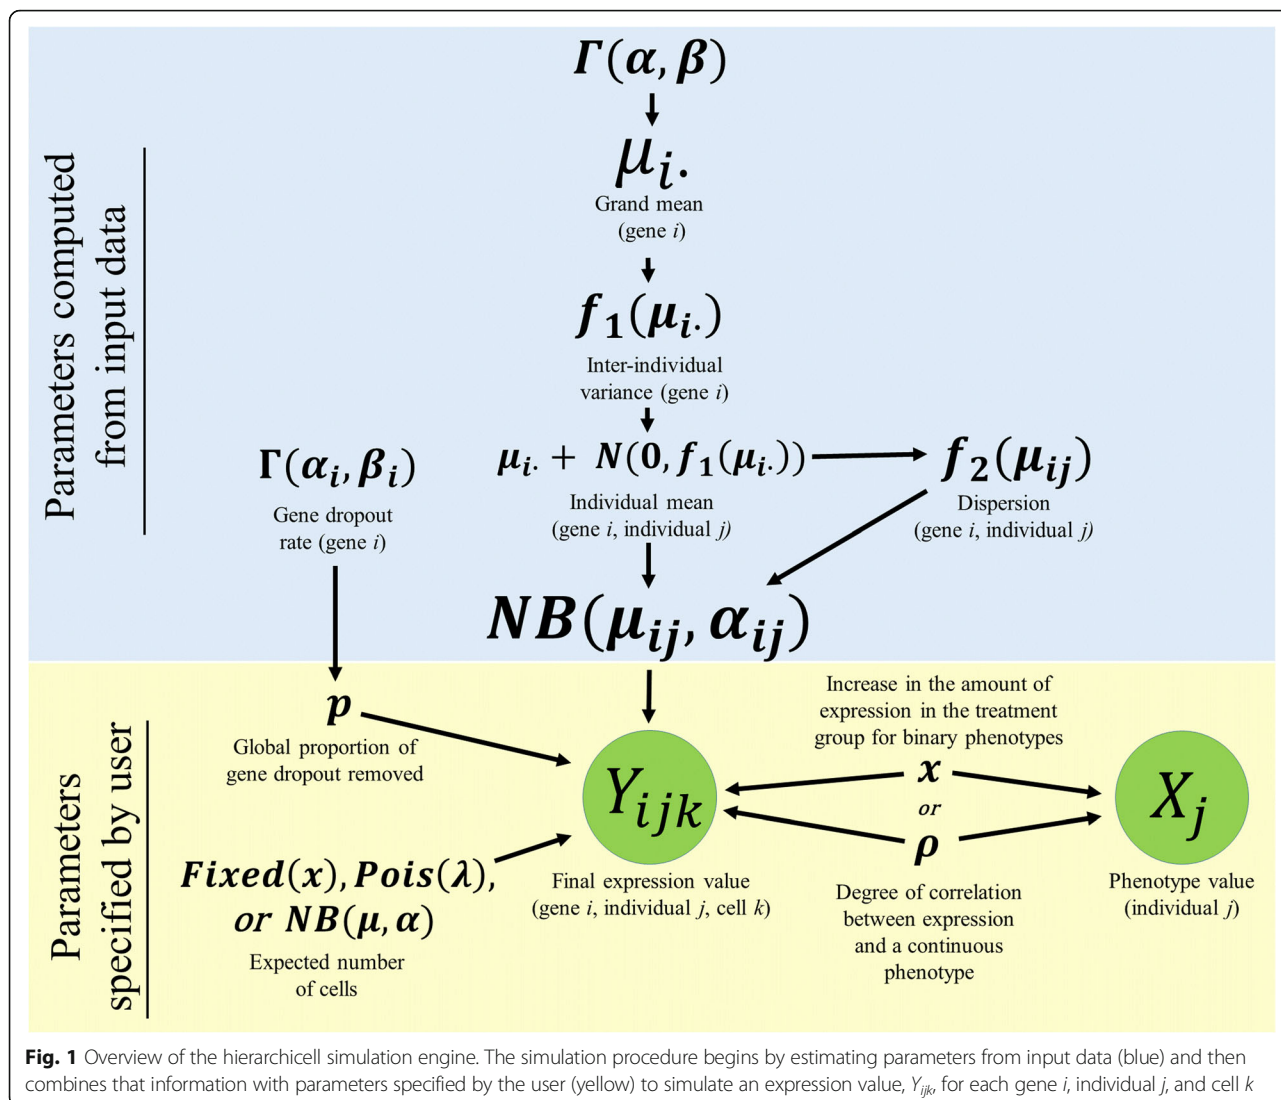 Γ(α, β)
μᵢ.
Grand mean
(gene i)
f₁(μᵢ.)
Inter-individual
variance (gene i)
Parameters computed
from input data
Γ(αᵢ, βᵢ)
Gene dropout
rate (gene i)
μᵢ. + N(0, f₁(μᵢ.))
Individual mean
(gene i, individual j)
f₂(μᵢⱼ)
Dispersion
(gene i, individual j)
NB(μᵢⱼ, αᵢⱼ)
Parameters
specified by user
p
Global proportion of
gene dropout removed
Fixed(x), Pois(λ),
or NB(μ, α)
Expected number
of cells
Yᵢⱼₖ
Final expression value
(gene i, individual j, cell k)
Increase in the amount of
expression in the treatment
group for binary phenotypes
x
or
ρ
Degree of correlation
between expression
and a continuous
phenotype
Xⱼ
Phenotype value
(individual j)
Fig. 1 Overview of the hierarchicell simulation engine. The simulation procedure begins by estimating parameters from input data (blue) and then
combines that information with parameters specified by the user (yellow) to simulate an expression value, Yᵢⱼₖ, for each gene i, individual j, and cell k